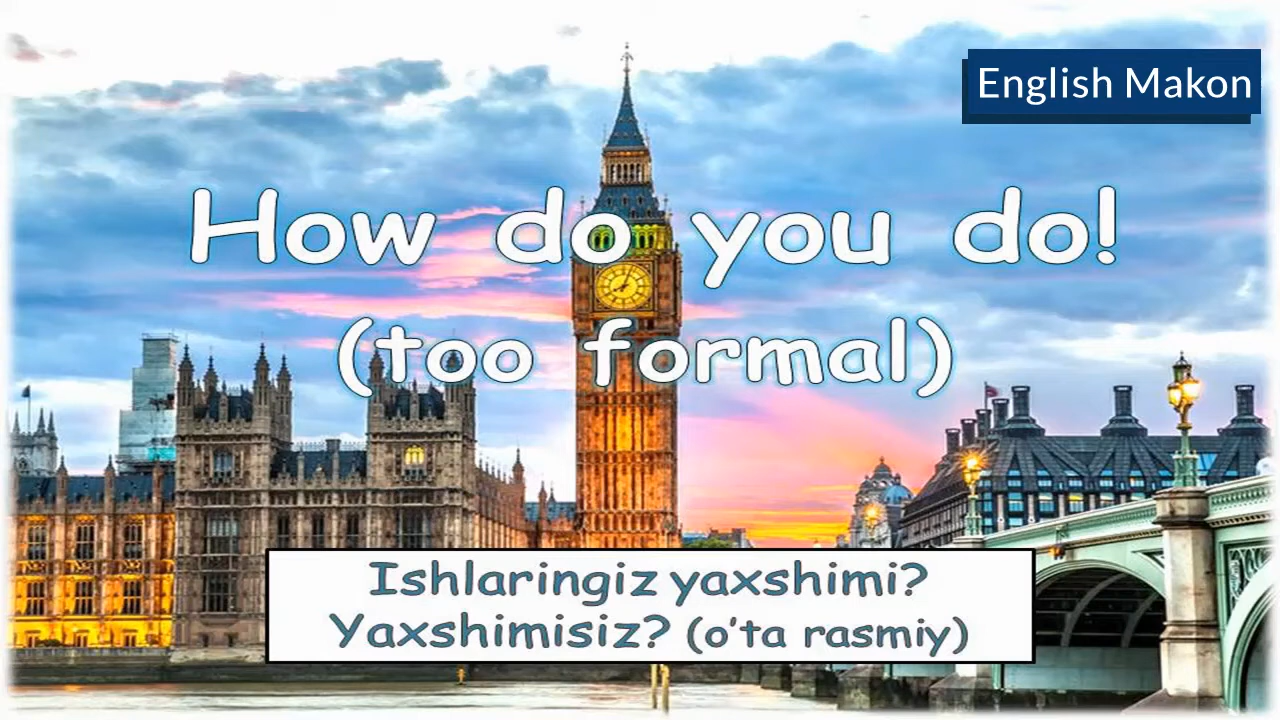 English Makon
How do you do!
(too formal)
Ishlaringiz yaxshimi?
Yaxshimisiz? (o'ta rasmiy)